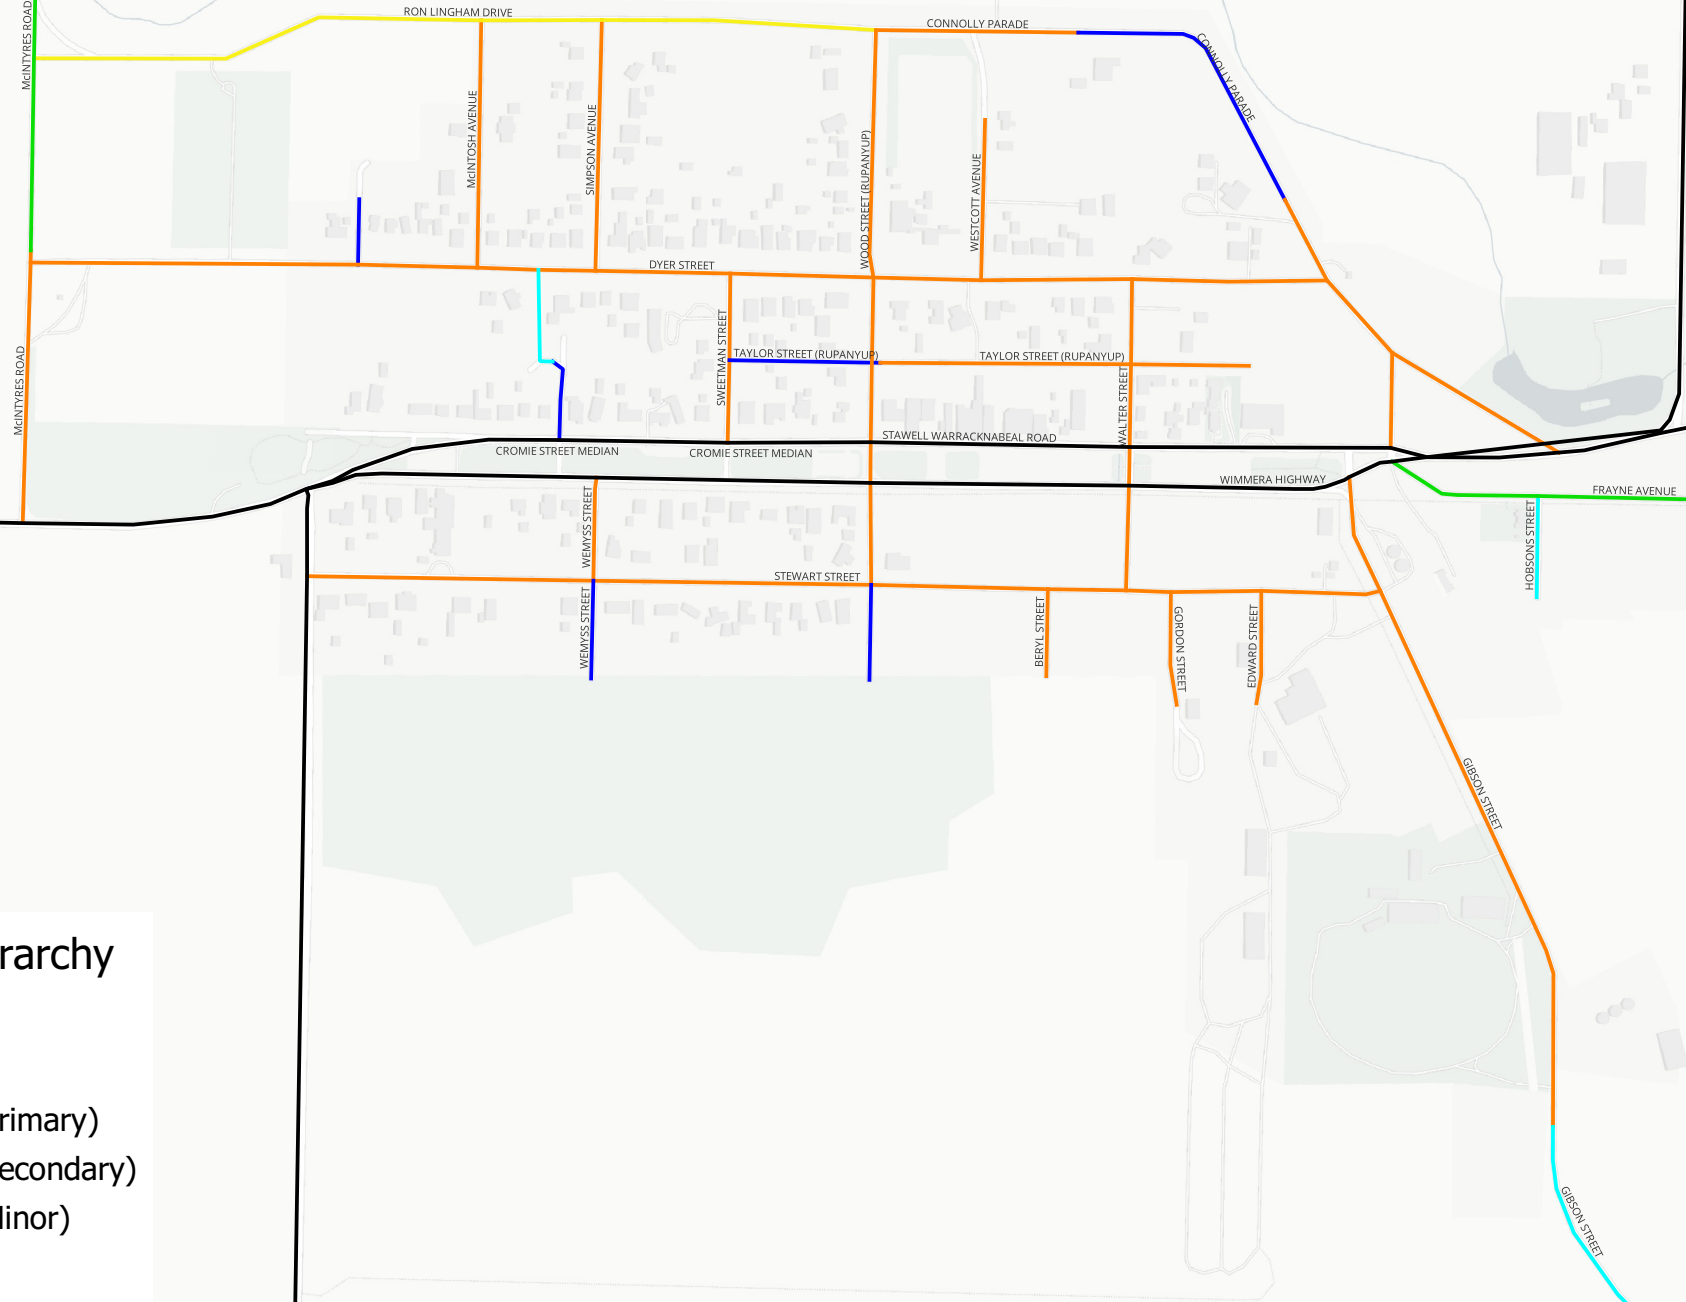 McINTYRES ROAD
RON LINGHAM DRIVE
CONNOLLY PARADE
CONNOLLY PARADE
McINTOSH AVENUE
SIMPSON AVENUE
WOOD STREET (RUPANYUP)
WESTCOTT AVENUE
DYER STREET
McINTYRES ROAD
SWEETMAN STREET
TAYLOR STREET (RUPANYUP)
TAYLOR STREET (RUPANYUP)
WALTER STREET
STAWELL WARRACKNABEAL ROAD
CROMIE STREET MEDIAN
CROMIE STREET MEDIAN
WIMMERA HIGHWAY
FRAYNE AVENUE
WEMYSS STREET
HOBSONS STREET
STEWART STREET
WEMYSS STREET
BERYL STREET
GORDON STREET
EDWARD STREET
GIBSON STREET
rarchy
rimary)
econdary)
linor)
GIBSON STREET